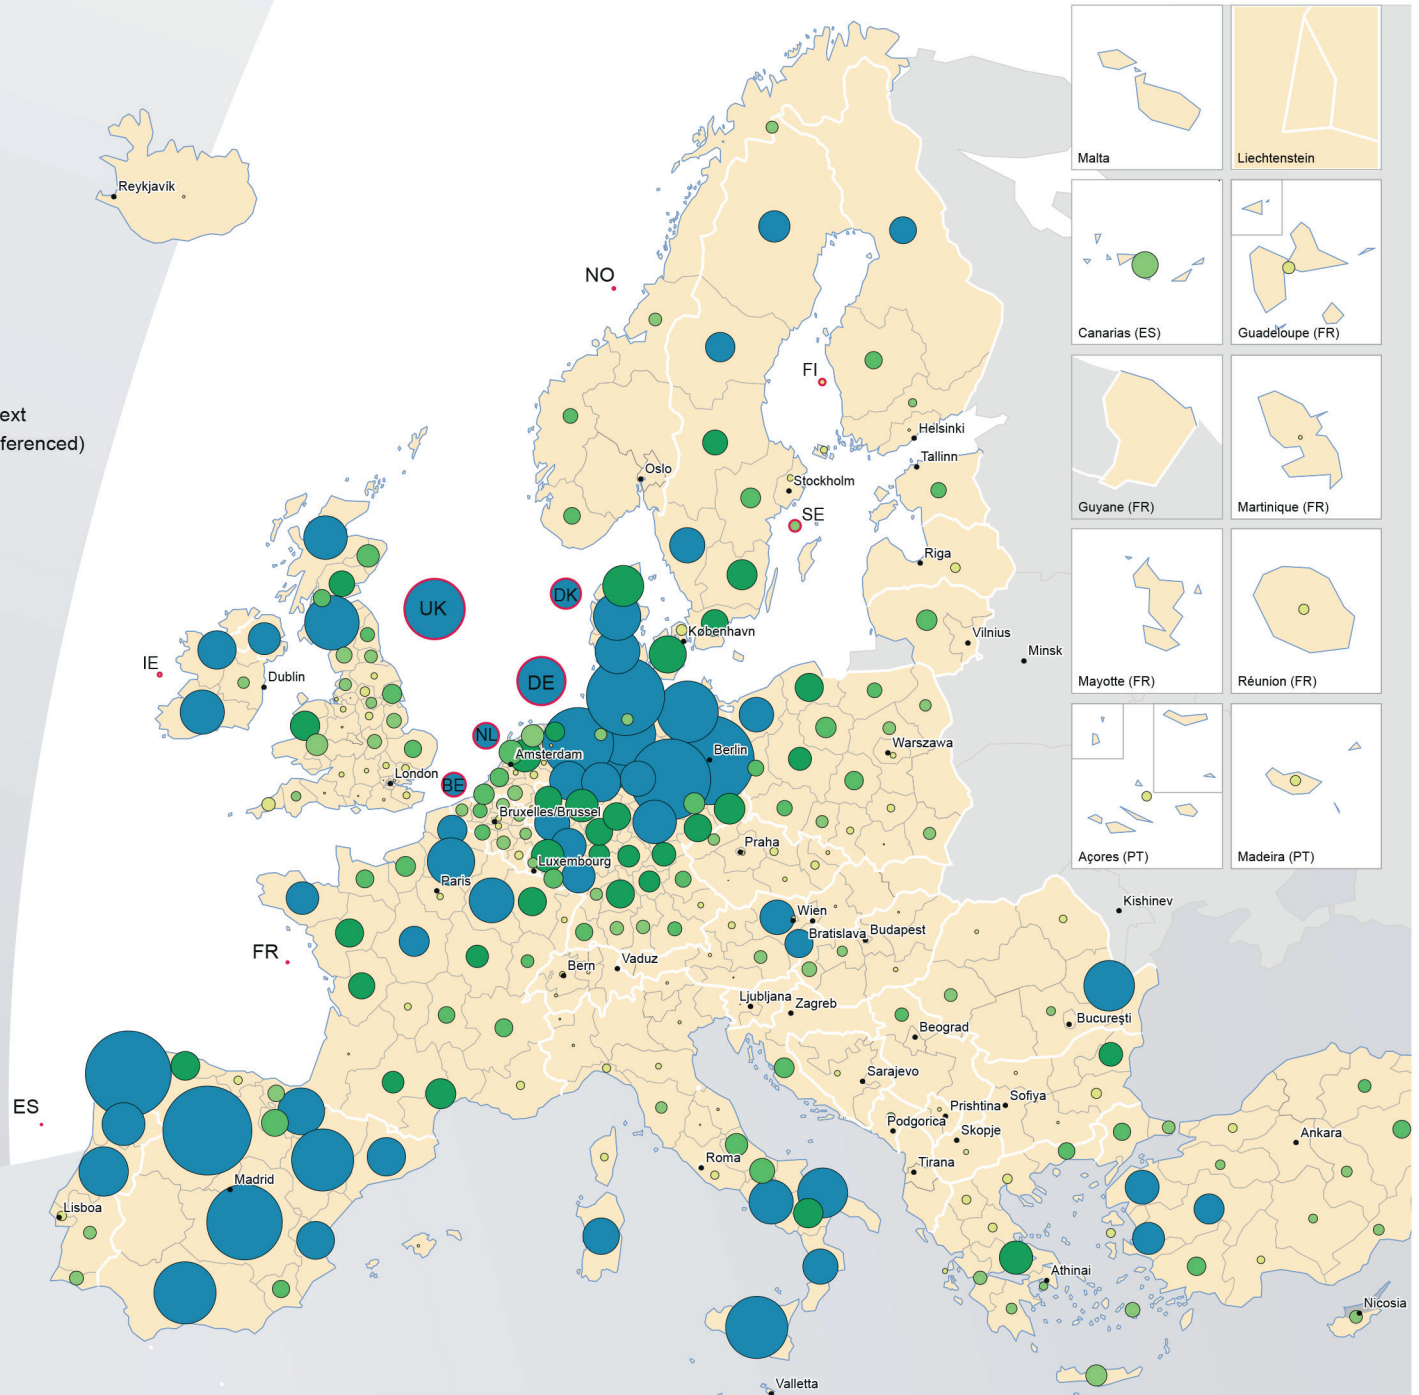 Malta
Liechtenstein
Reykjavík
NO
Canarias (ES)
Guadeloupe (FR)
FI
ext
ferenced)
Helsinki
Tallinn
Oslo
Stockholm
SE
Guyane (FR)
Martinique (FR)
Riga
DK
UK
København
Vilnius
Minsk
IE
Dublin
DE
Mayotte (FR)
Réunion (FR)
NL
Amsterdam
Berlin
Warszawa
London
BE
Bruxelles/Brussel
Praha
Luxembourg
Açores (PT)
Madeira (PT)
Paris
Kishinev
Wien
Bratislava
Budapest
FR
Bern
Vaduz
Ljubljana
Zagreb
Bucureşti
Beograd
Sarajevo
Sofiya
ES
Prishtina
Podgorica
Skopje
Ankara
Roma
Tirana
Madrid
Lisboa
Athinai
Nicosia
Valletta